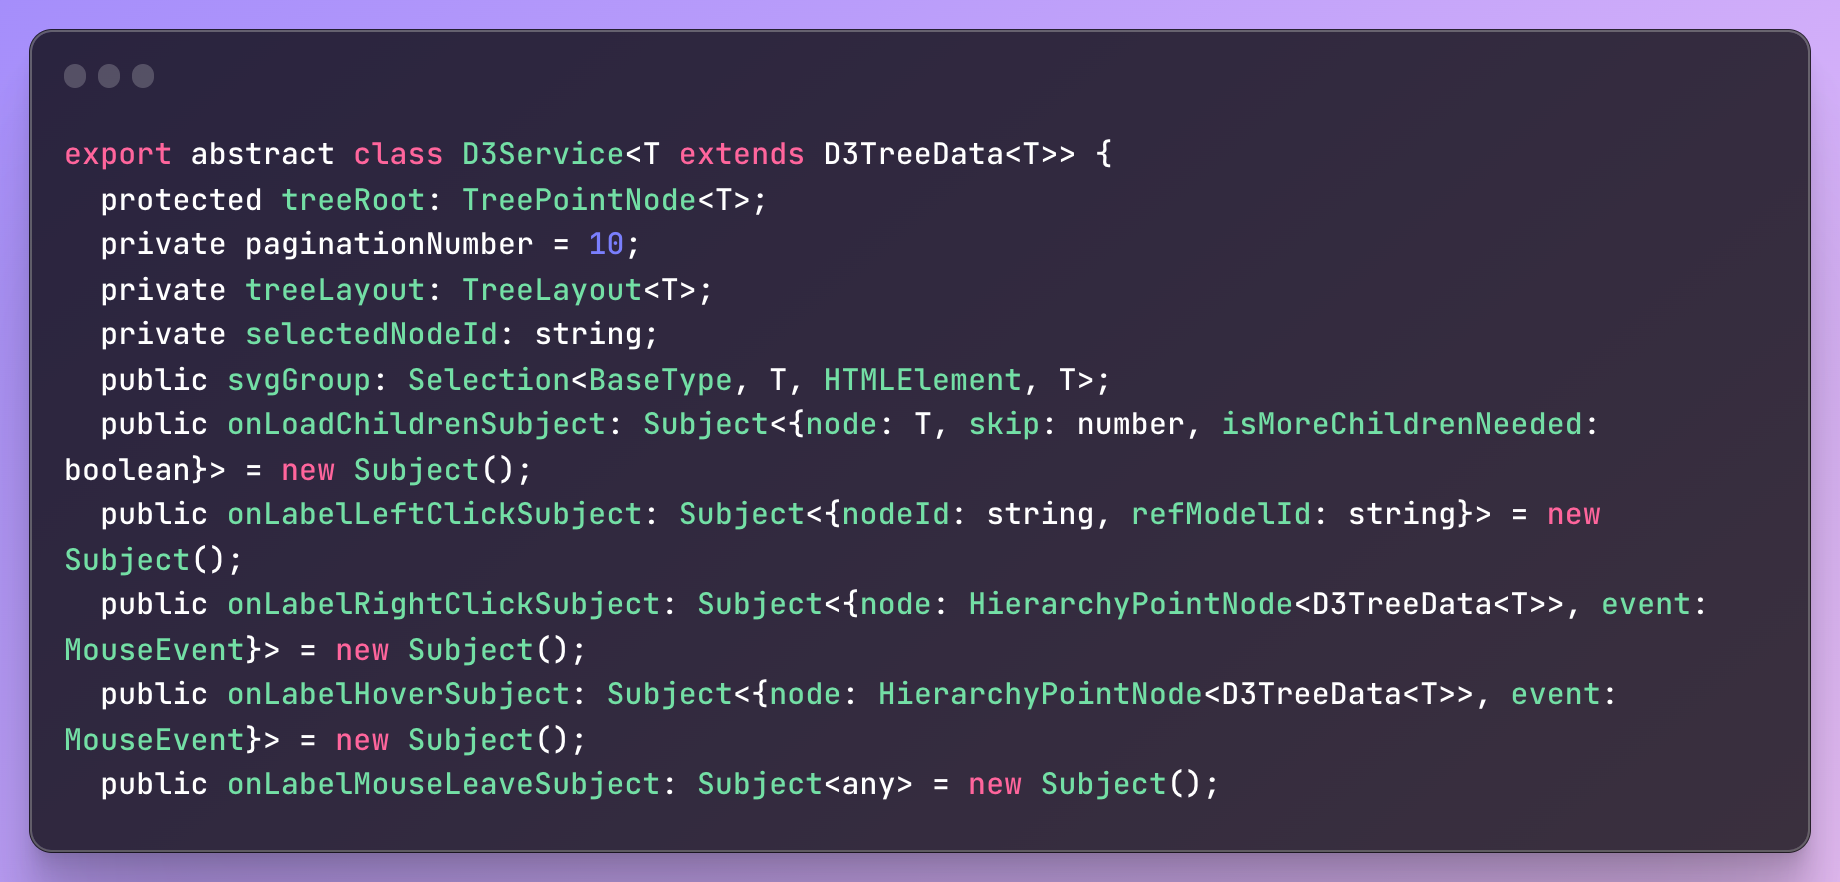 export abstract class D3Service<T extends D3TreeData<T>> {
  protected treeRoot: TreePointNode<T>;
  private paginationNumber = 10;
  private treeLayout: TreeLayout<T>;
  private selectedNodeId: string;
  public svgGroup: Selection<BaseType, T, HTMLElement, T>;
  public onLoadChildrenSubject: Subject<{node: T, skip: number, isMoreChildrenNeeded:
boolean}> = new Subject();
  public onLabelLeftClickSubject: Subject<{nodeId: string, refModelId: string}> = new
Subject();
  public onLabelRightClickSubject: Subject<{node: HierarchyPointNode<D3TreeData<T>>, event:
MouseEvent}> = new Subject();
  public onLabelHoverSubject: Subject<{node: HierarchyPointNode<D3TreeData<T>>, event:
MouseEvent}> = new Subject();
  public onLabelMouseLeaveSubject: Subject<any> = new Subject();